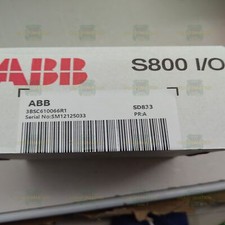 ABB
S800 I/O
ABB
3BSC610066R1
SD833
Serial No:SM12125033
PR:A